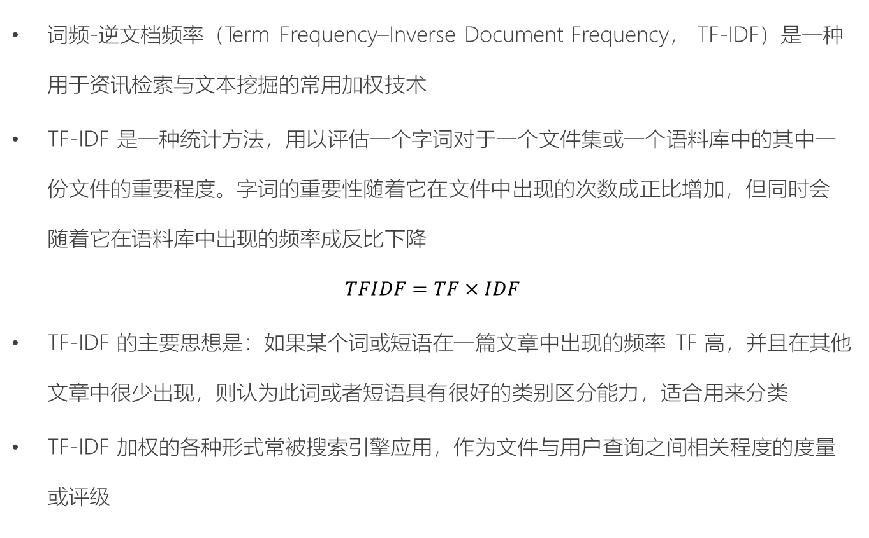 • 词频-逆文档频率（Term Frequency–Inverse Document Frequency， TF-IDF）是一种
用于资讯检索与文本挖掘的常用加权技术
• TF-IDF 是一种统计方法，用以评估一个字词对于一个文件集或一个语料库中的其中一
份文件的重要程度。字词的重要性随着它在文件中出现的次数成正比增加，但同时会
随着它在语料库中出现的频率成反比下降
TFIDF = TF × IDF
• TF-IDF 的主要思想是：如果某个词或短语在一篇文章中出现的频率 TF 高，并且在其他
文章中很少出现，则认为此词或者短语具有很好的类别区分能力，适合用来分类
• TF-IDF 加权的各种形式常被搜索引擎应用，作为文件与用户查询之间相关程度的度量
或评级